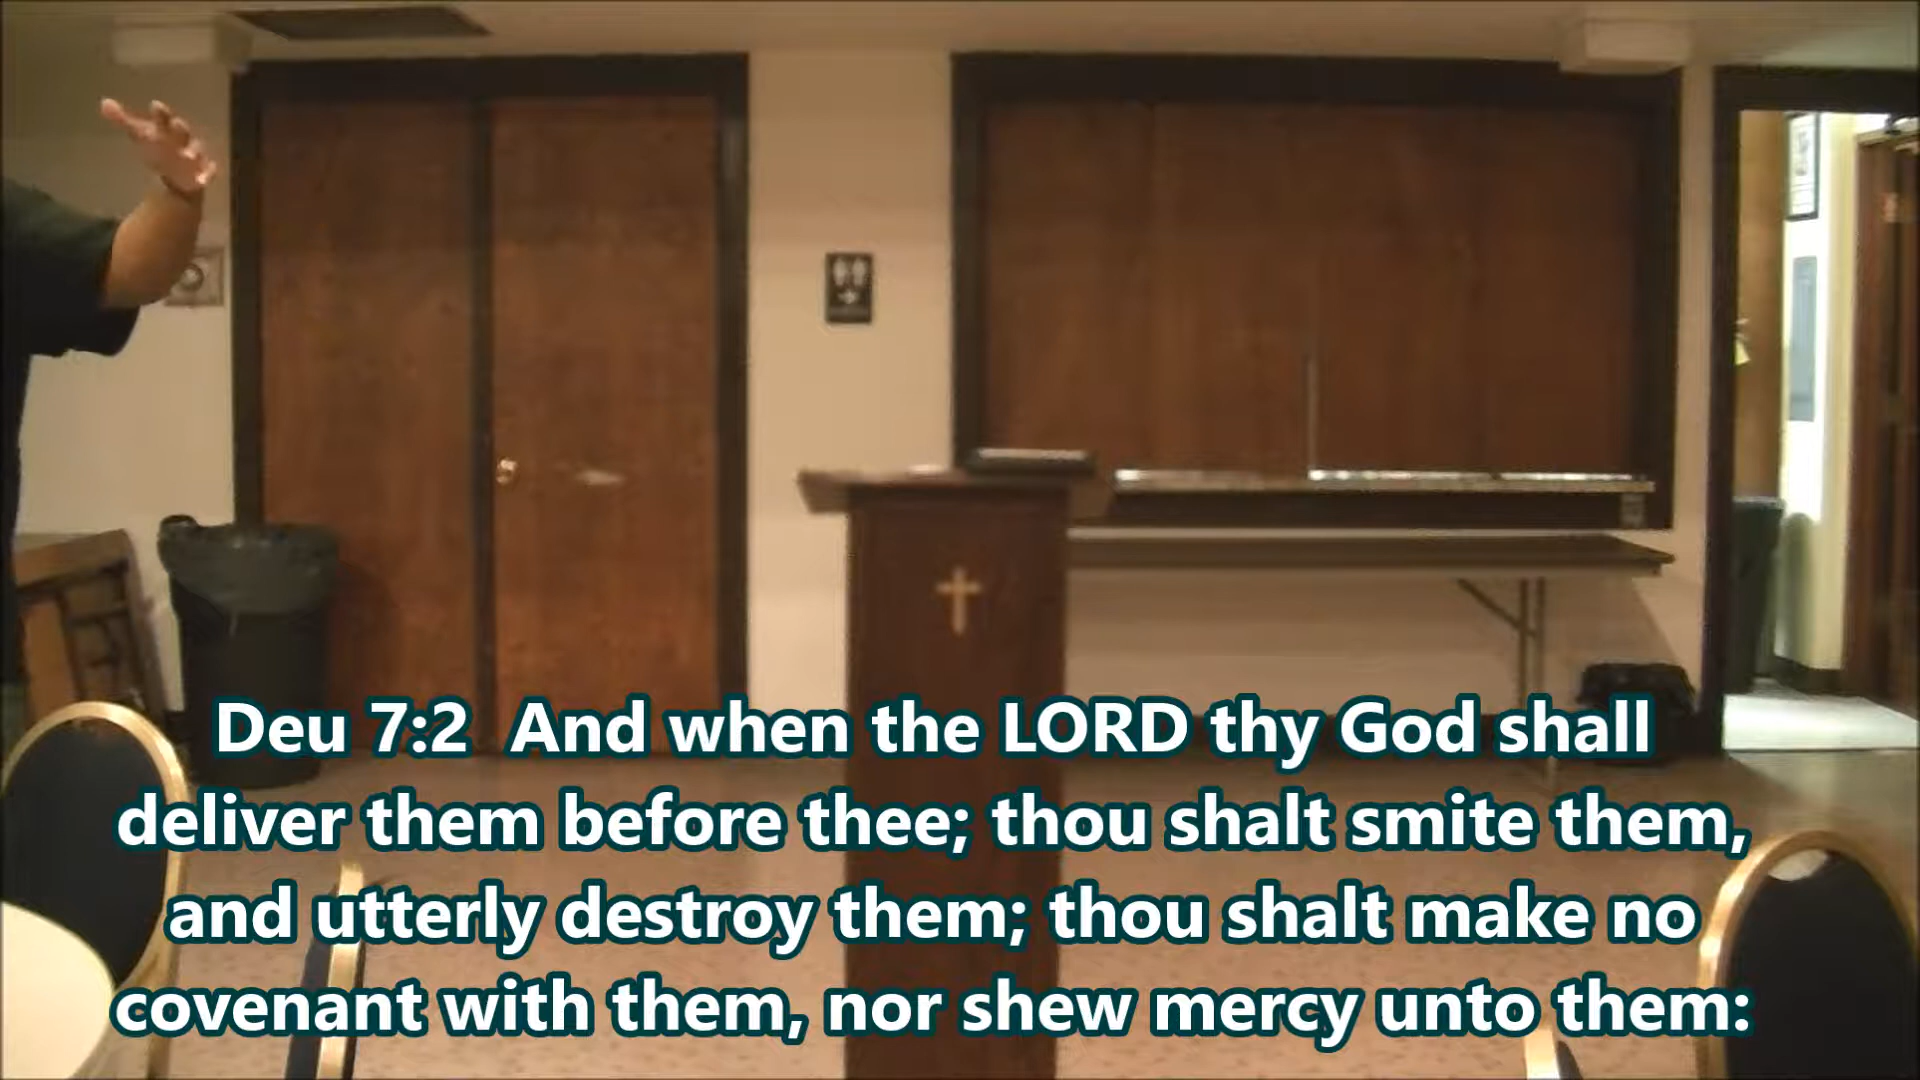 Deu 7:2  And when the LORD thy God shall
deliver them before thee; thou shalt smite them,
and utterly destroy them; thou shalt make no
covenant with them, nor shew mercy unto them: